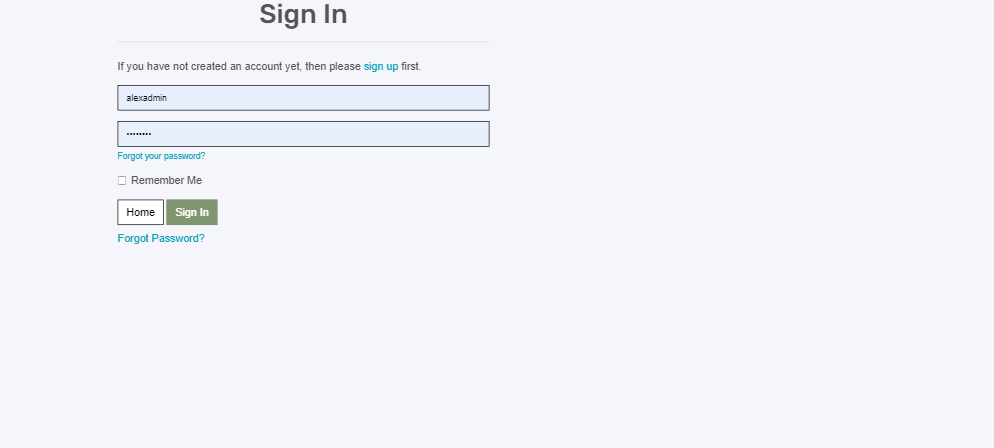 Sign In
If you have not created an account yet, then please sign up first.
alexadmin
••••••••
Forgot your password?
Remember Me
Home Sign In
Forgot Password?